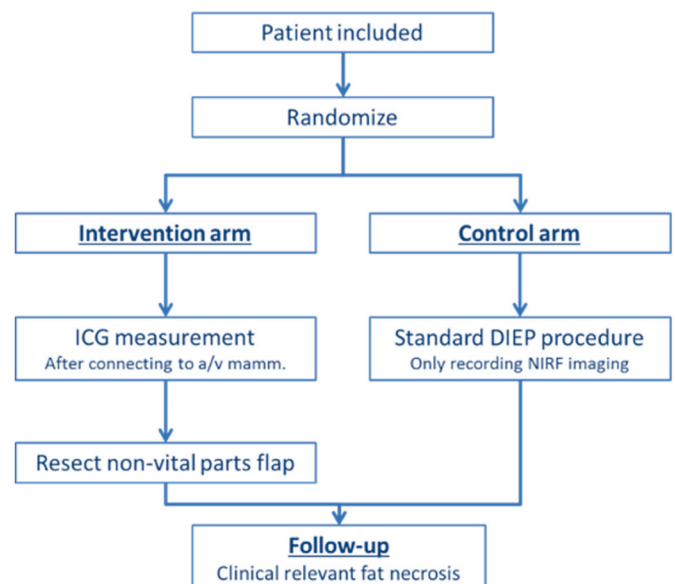 Patient included
Randomize
Intervention arm
Control arm
ICG measurement
After connecting to a/v mamm.
Standard DIEP procedure
Only recording NIRF imaging
Resect non-vital parts flap
Follow-up
Clinical relevant fat necrosis